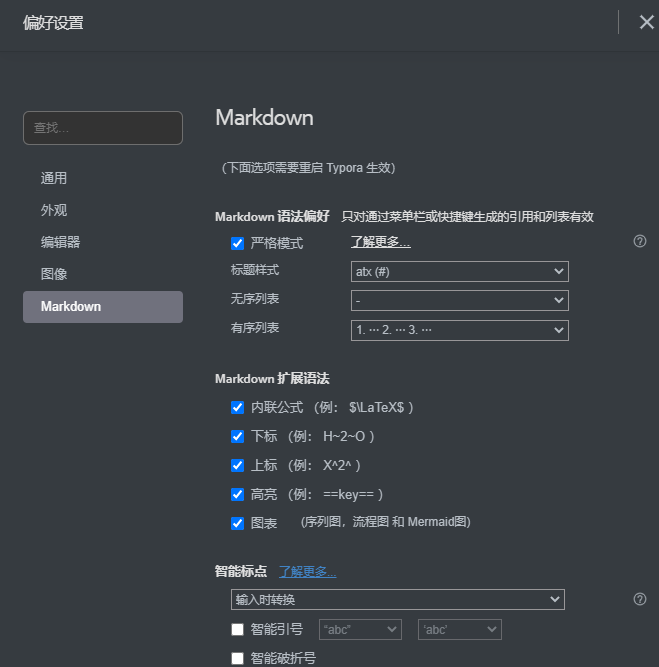 偏好设置
查找...
通用
外观
编辑器
图像
Markdown
Markdown
（下面选项需要重启 Typora 生效）
Markdown 语法偏好 只对通过菜单栏或快捷键生成的引用和列表有效
严格模式 了解更多...
标题样式 atx (#)
无序列表 -
有序列表 1. ··· 2. ··· 3. ···
Markdown 扩展语法
内联公式 （例： $\LaTeX$ ）
下标 （例： H~2~O ）
上标 （例： X^2^ ）
高亮 （例： ==key== ）
图表 （序列图，流程图 和 Mermaid图）
智能标点 了解更多...
输入时转换
智能引号 “abc” ‘abc’
智能破折号